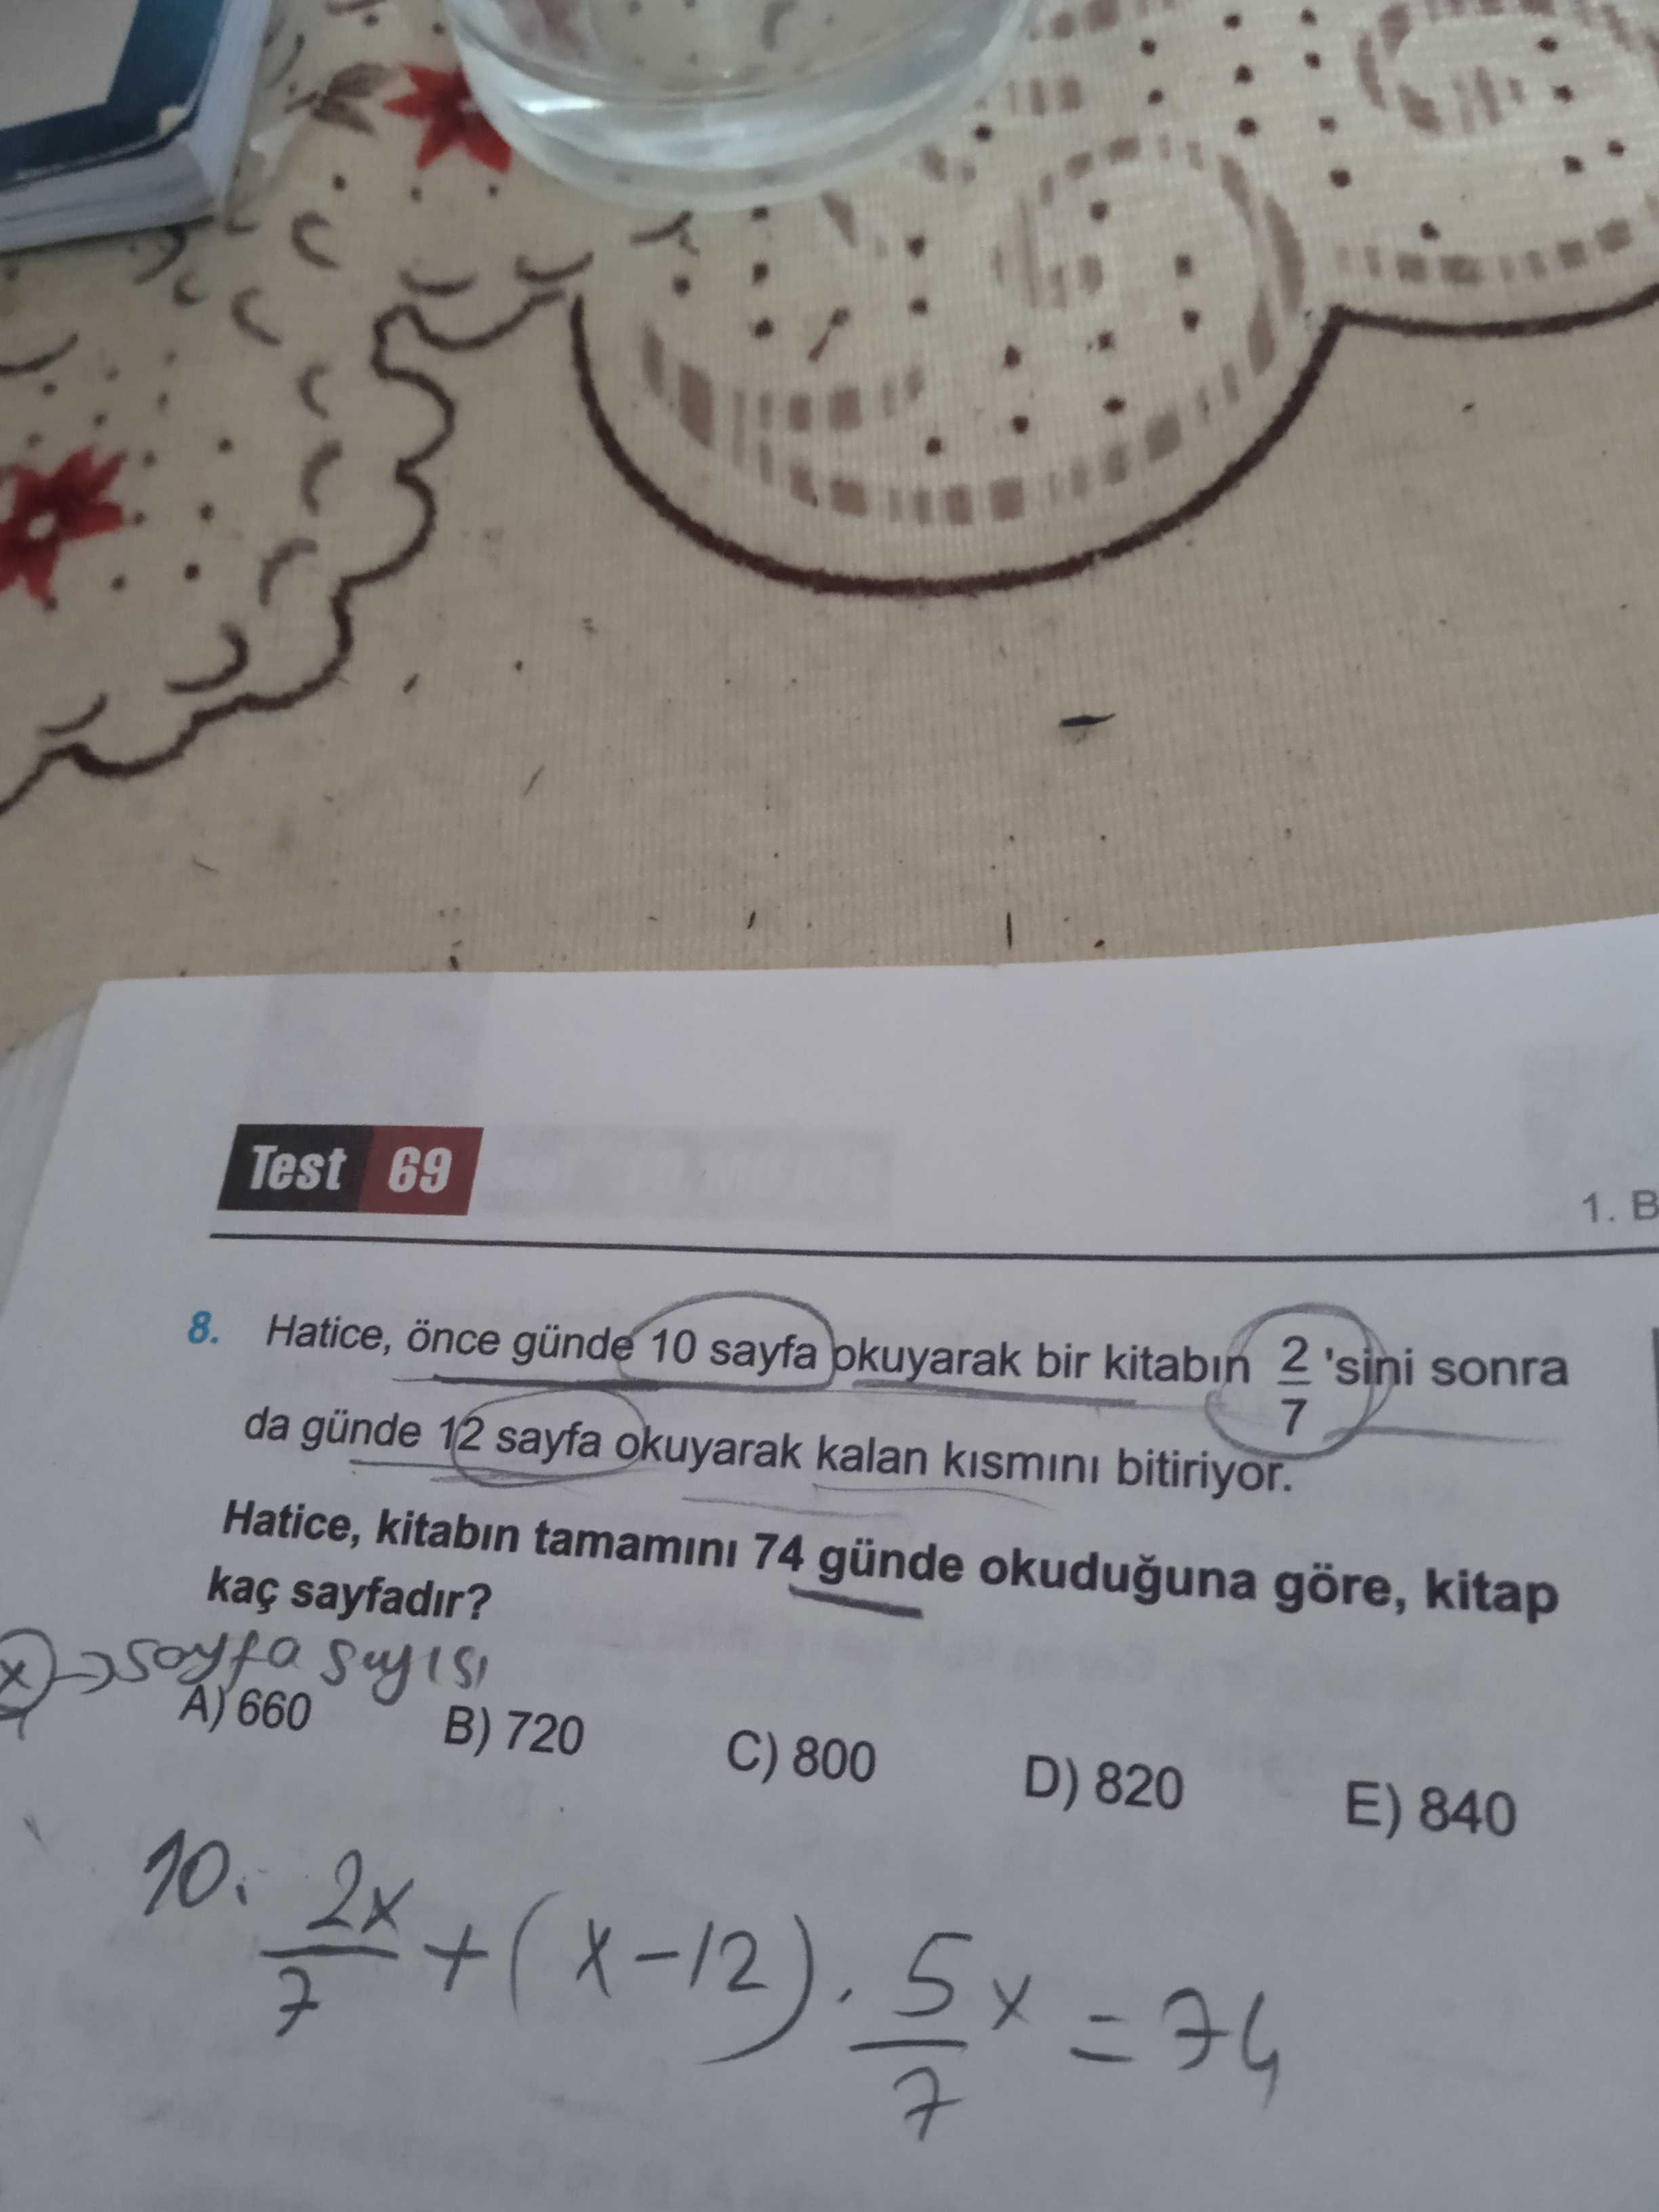 Test 69
1. B
8. Hatice, önce günde 10 sayfa okuyarak bir kitabın 2/7 'sini sonra
da günde 12 sayfa okuyarak kalan kısmını bitiriyor.
Hatice, kitabın tamamını 74 günde okuduğuna göre, kitap
kaç sayfadır?
x → sayfa sayısı
A) 660 B) 720 C) 800 D) 820 E) 840
10. 2x/7 + (x-12) . 5x/7 = 74